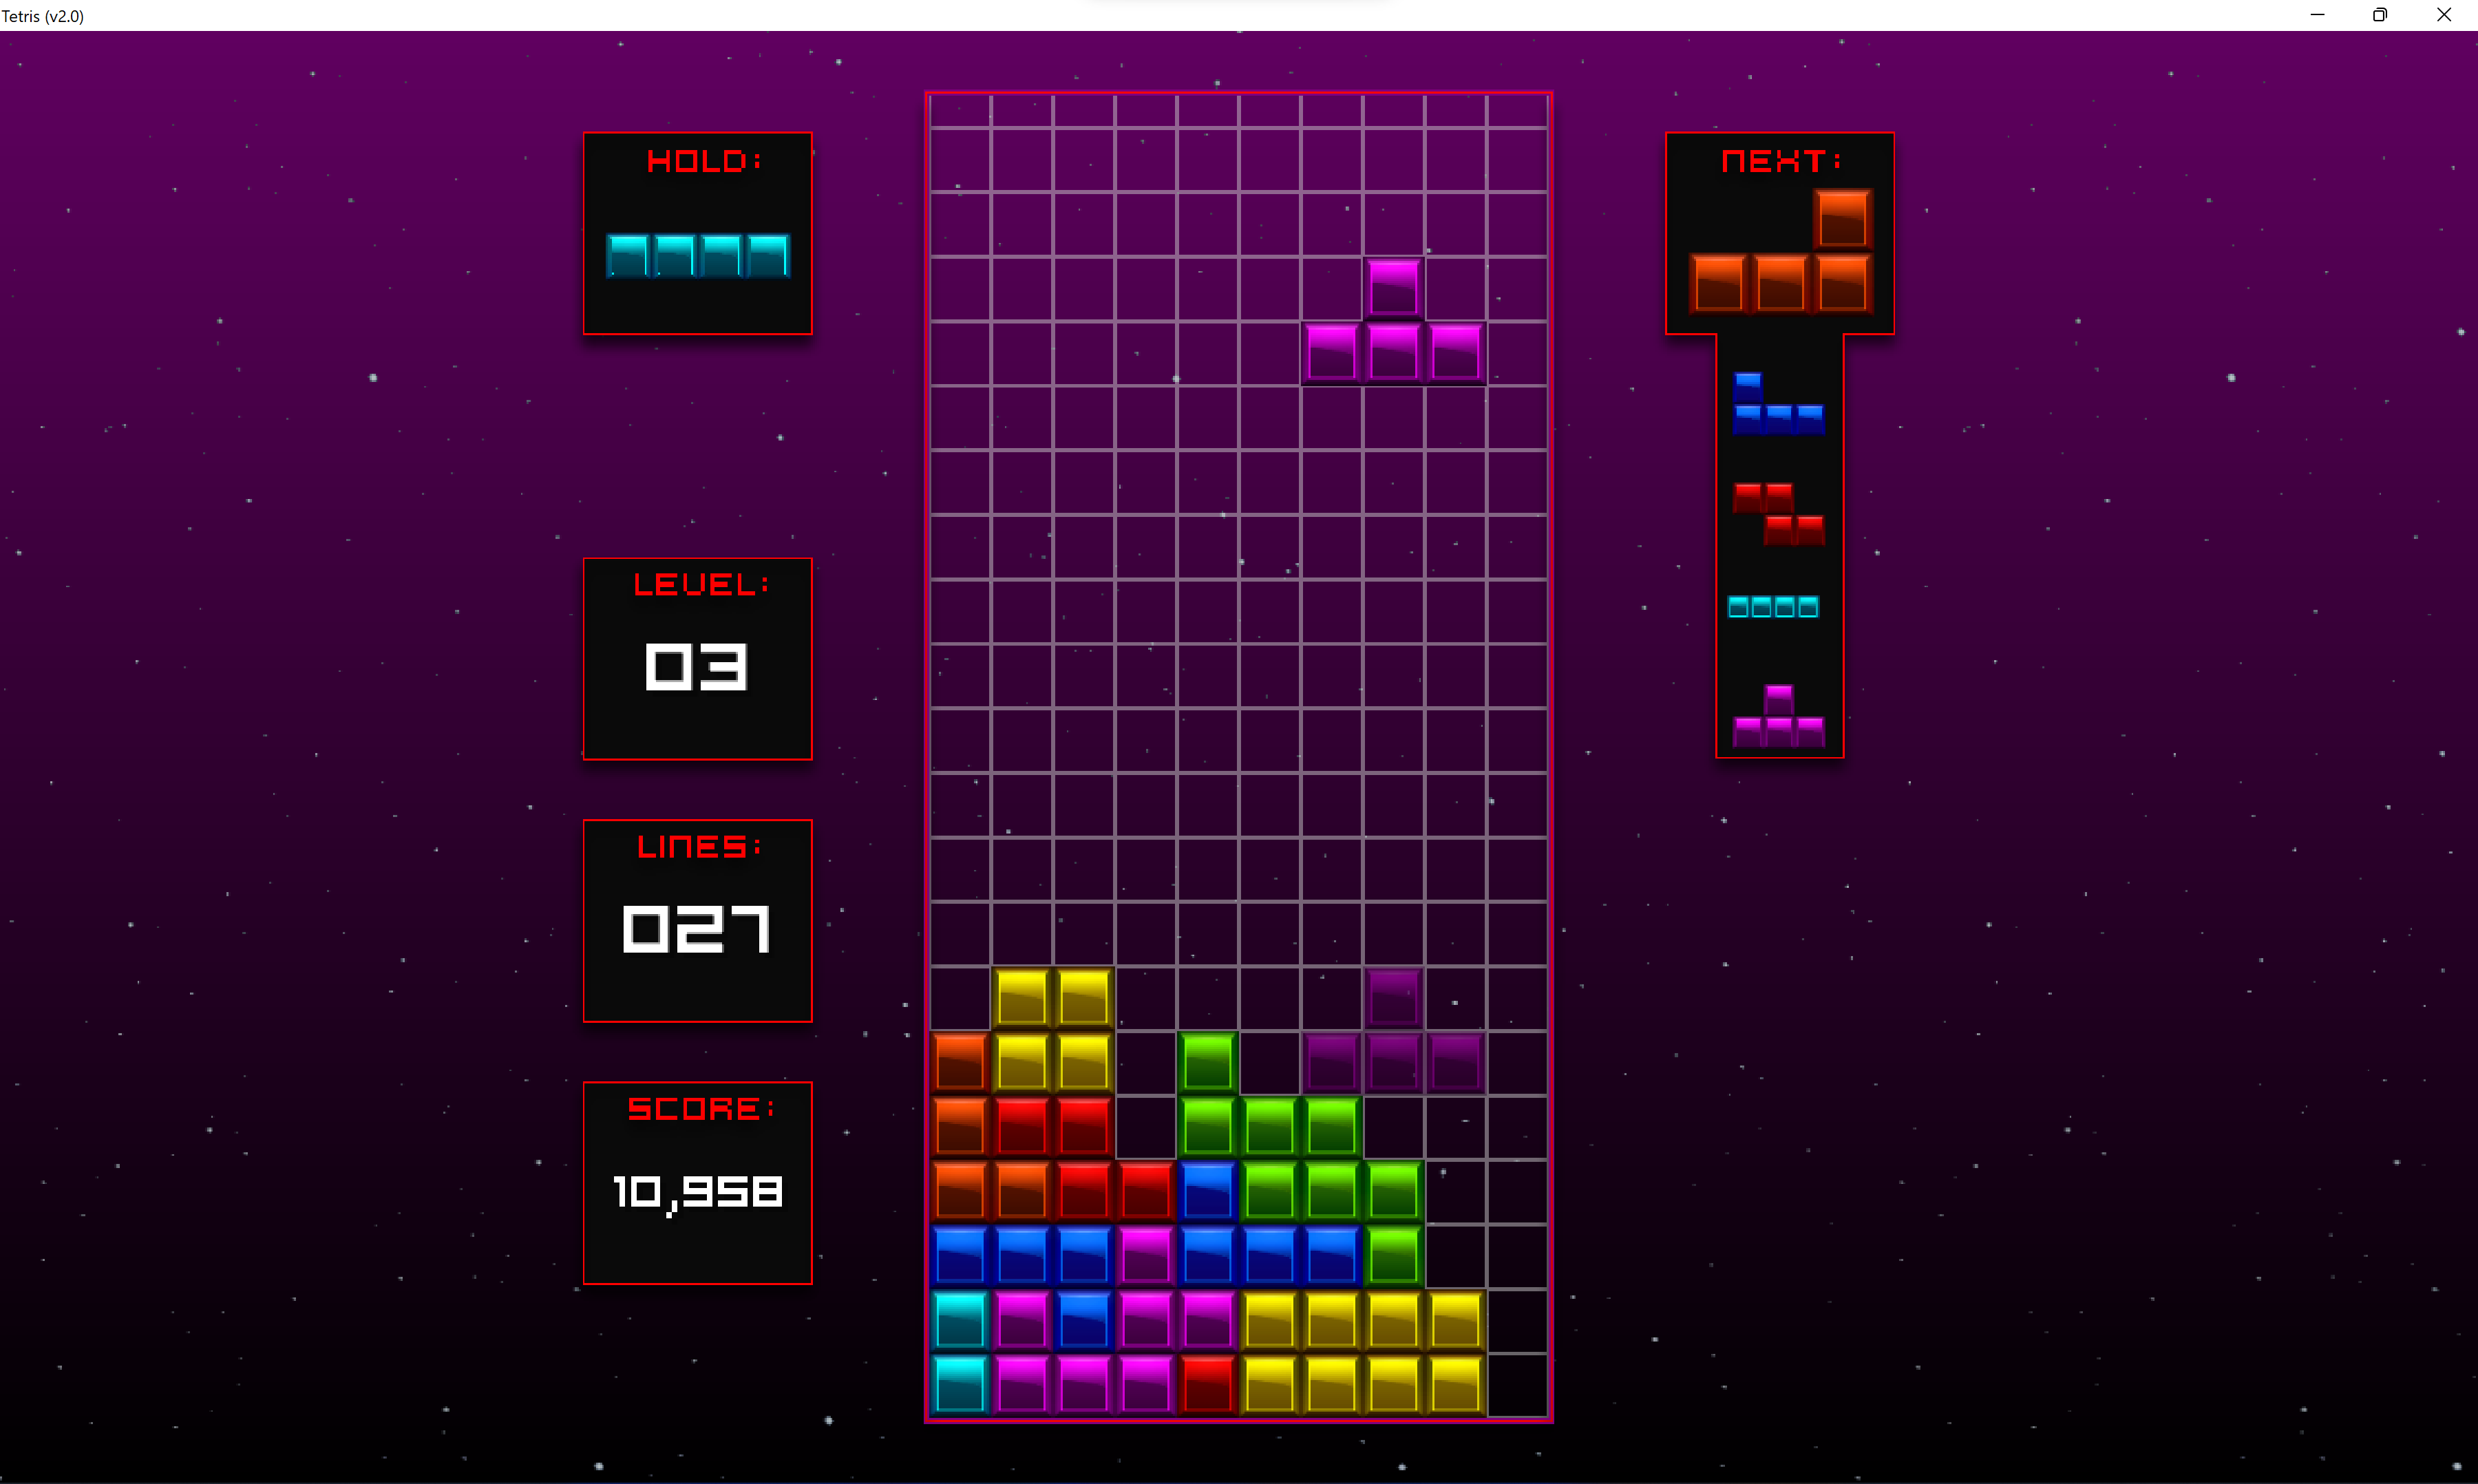 Tetris (v2.0)
HOLD:
NEXT:
LEVEL:
03
LINES:
027
SCORE:
10,958